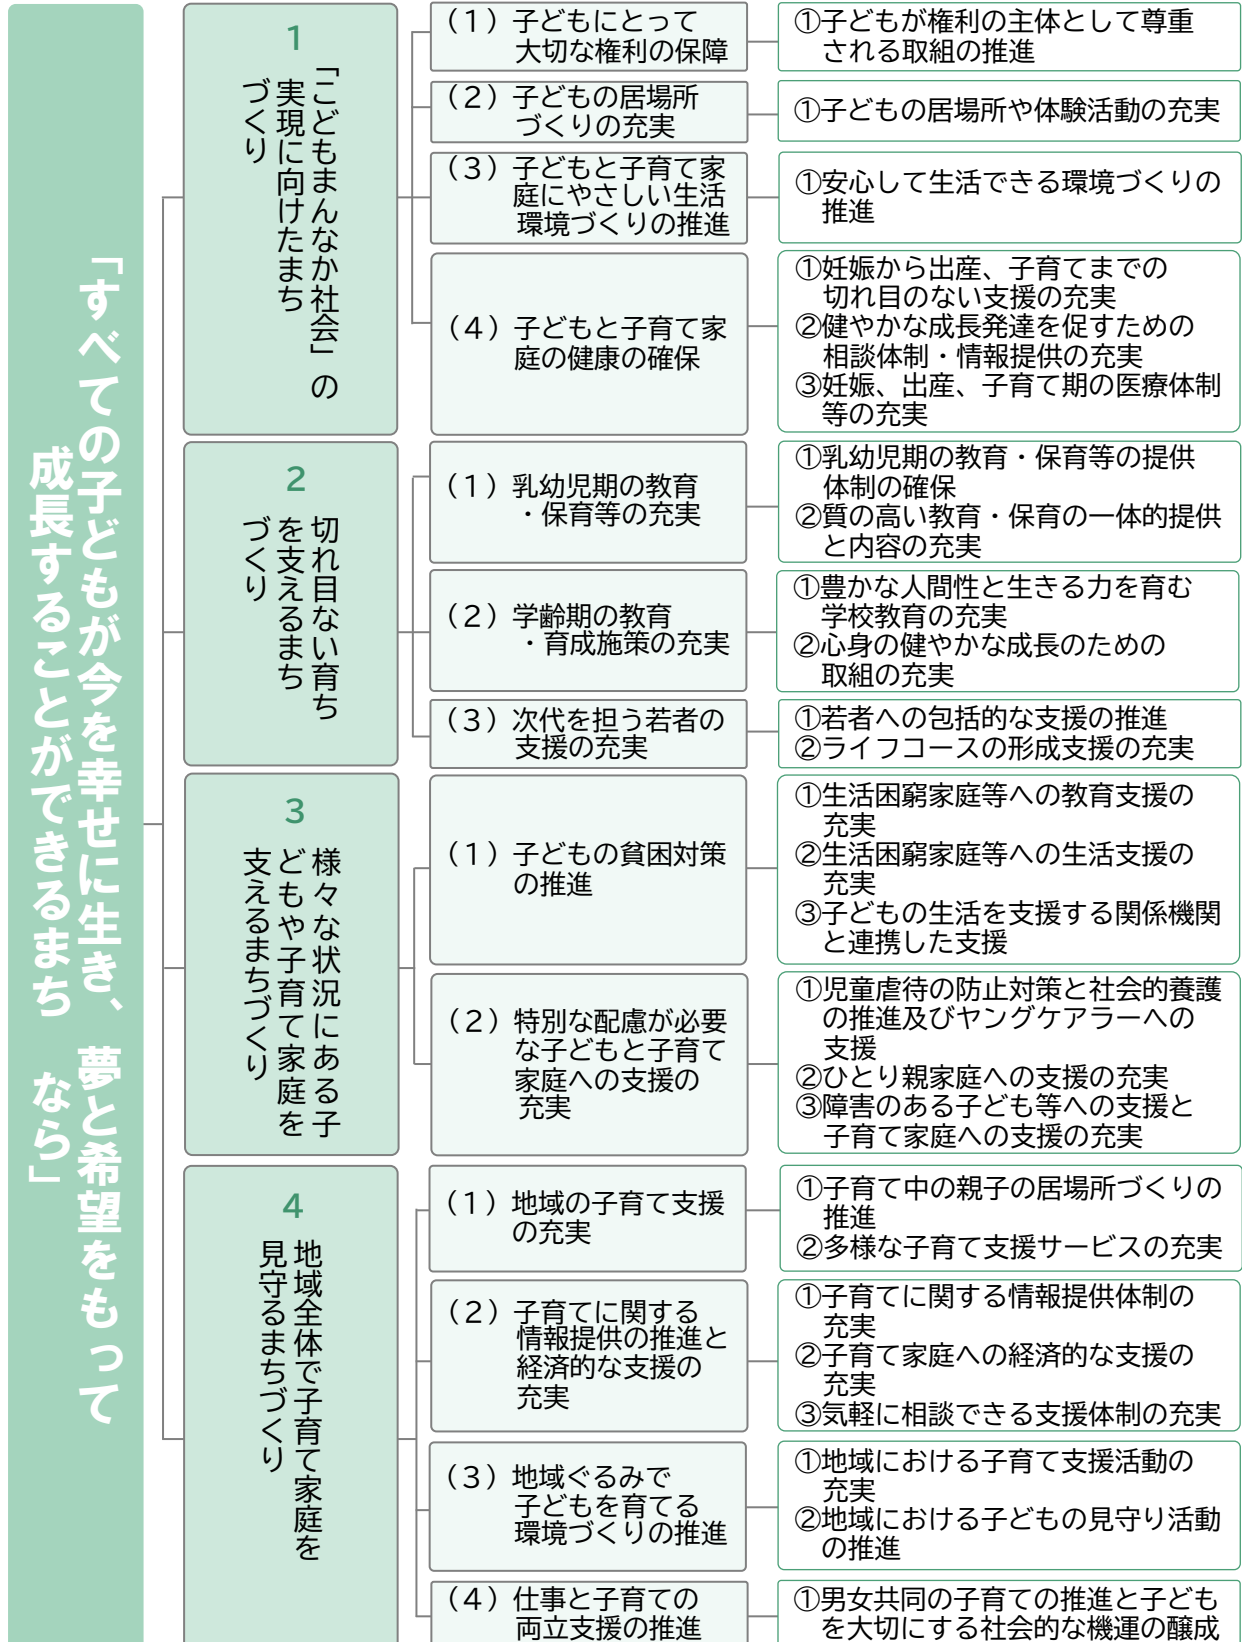 「すべての子どもが今を幸せに生き、夢と希望をもって
成長することができるまち　なら」
1
「こどもまんなか社会」の
実現に向けたまち
づくり
（１）子どもにとって
大切な権利の保障
①子どもが権利の主体として尊重
される取組の推進
（２）子どもの居場所
づくりの充実
①子どもの居場所や体験活動の充実
（３）子どもと子育て家
庭にやさしい生活
環境づくりの推進
①安心して生活できる環境づくりの
推進
（４）子どもと子育て家
庭の健康の確保
①妊娠から出産、子育てまでの
切れ目のない支援の充実
②健やかな成長発達を促すための
相談体制・情報提供の充実
③妊娠、出産、子育て期の医療体制
等の充実
2
切れ目ない育ち
を支えるまち
づくり
（１）乳幼児期の教育
・保育等の充実
①乳幼児期の教育・保育等の提供
体制の確保
②質の高い教育・保育の一体的提供
と内容の充実
（２）学齢期の教育
・育成施策の充実
①豊かな人間性と生きる力を育む
学校教育の充実
②心身の健やかな成長のための
取組の充実
（３）次代を担う若者の
支援の充実
①若者への包括的な支援の推進
②ライフコースの形成支援の充実
3
様々な状況にある子
どもや子育て家庭を
支えるまちづくり
（１）子どもの貧困対策
の推進
①生活困窮家庭等への教育支援の
充実
②生活困窮家庭等への生活支援の
充実
③子どもの生活を支援する関係機関
と連携した支援
（２）特別な配慮が必要
な子どもと子育て
家庭への支援の
充実
①児童虐待の防止対策と社会的養護
の推進及びヤングケアラーへの
支援
②ひとり親家庭への支援の充実
③障害のある子ども等への支援と
子育て家庭への支援の充実
4
地域全体で子育て家庭を
見守るまちづくり
（１）地域の子育て支援
の充実
①子育て中の親子の居場所づくりの
推進
②多様な子育て支援サービスの充実
（２）子育てに関する
情報提供の推進と
経済的な支援の
充実
①子育てに関する情報提供体制の
充実
②子育て家庭への経済的な支援の
充実
③気軽に相談できる支援体制の充実
（３）地域ぐるみで
子どもを育てる
環境づくりの推進
①地域における子育て支援活動の
充実
②地域における子どもの見守り活動
の推進
（４）仕事と子育ての
両立支援の推進
①男女共同の子育ての推進と子ども
を大切にする社会的な機運の醸成